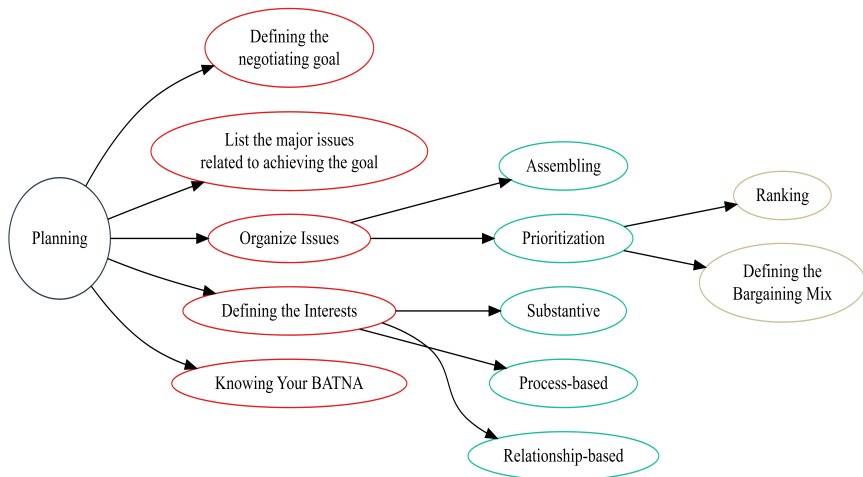 Defining the
negotiating goal
List the major issues
related to achieving the goal
Assembling
Ranking
Planning
Organize Issues
Prioritization
Defining the
Bargaining Mix
Defining the Interests
Substantive
Knowing Your BATNA
Process-based
Relationship-based